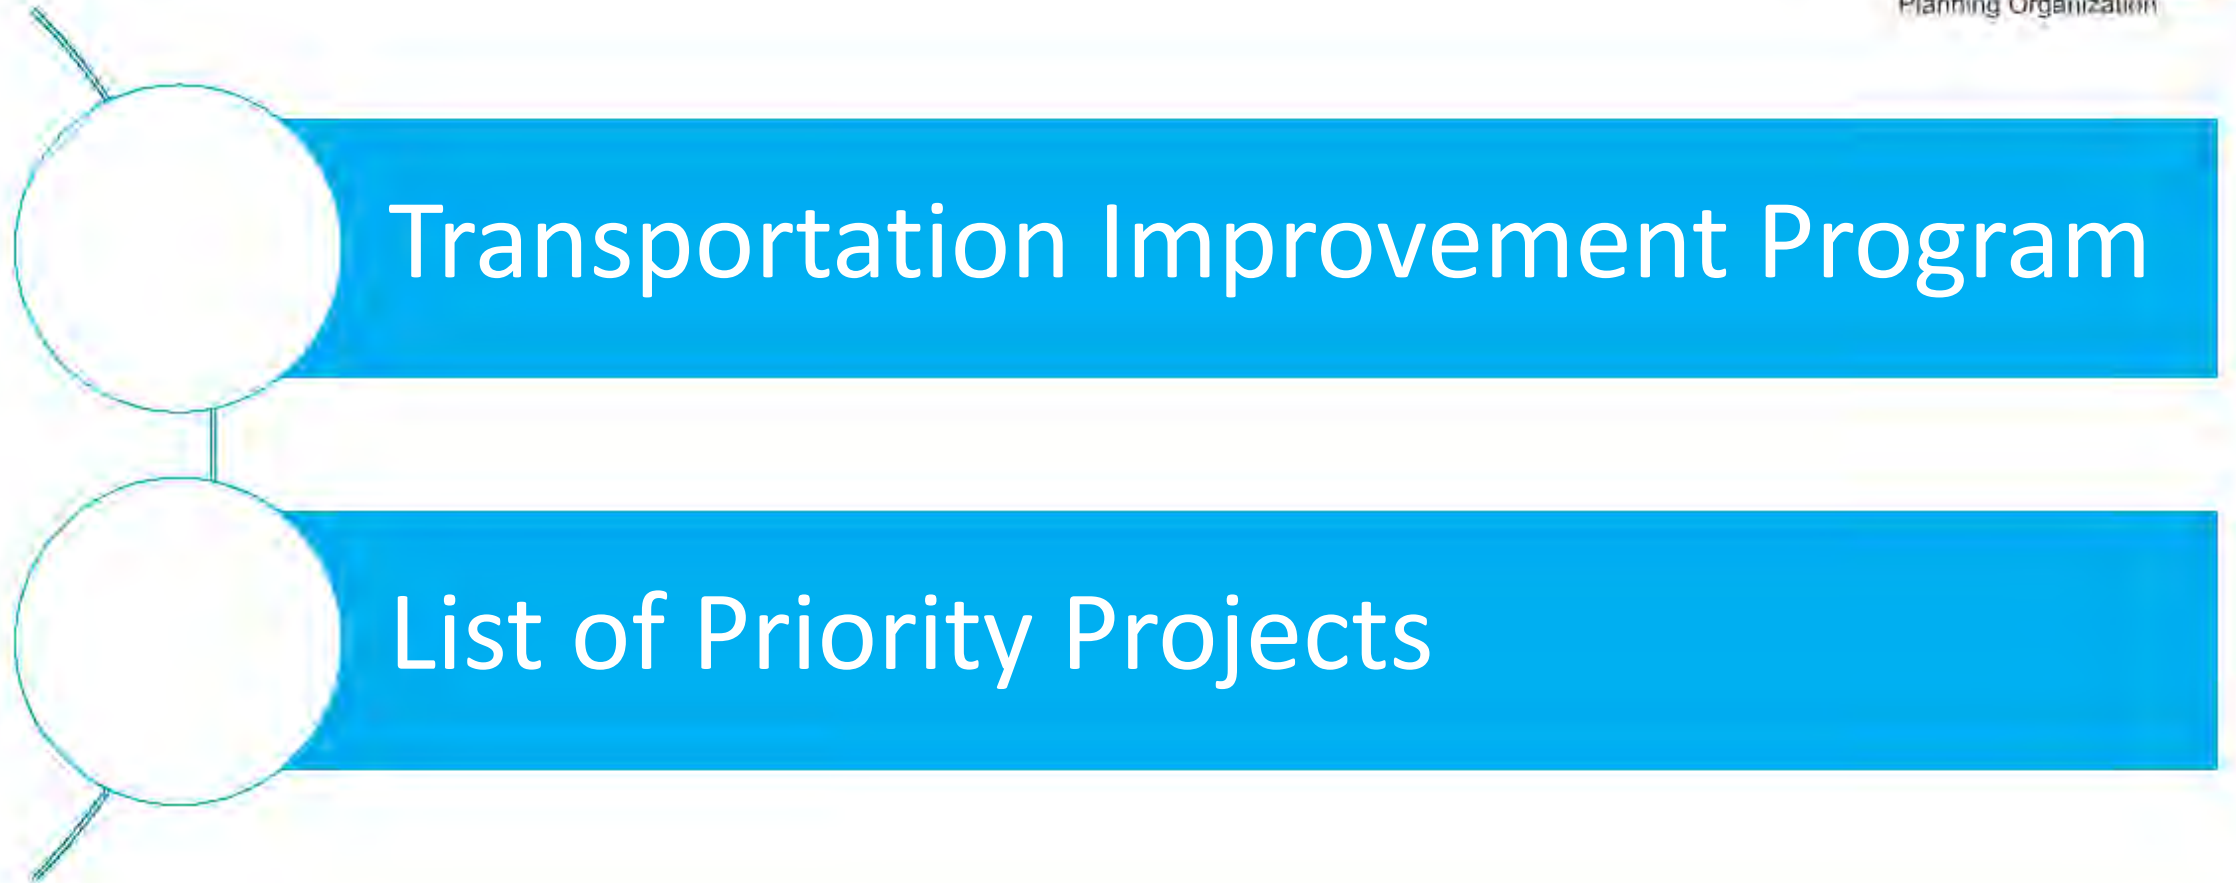 Planning Organization
Transportation Improvement Program
List of Priority Projects